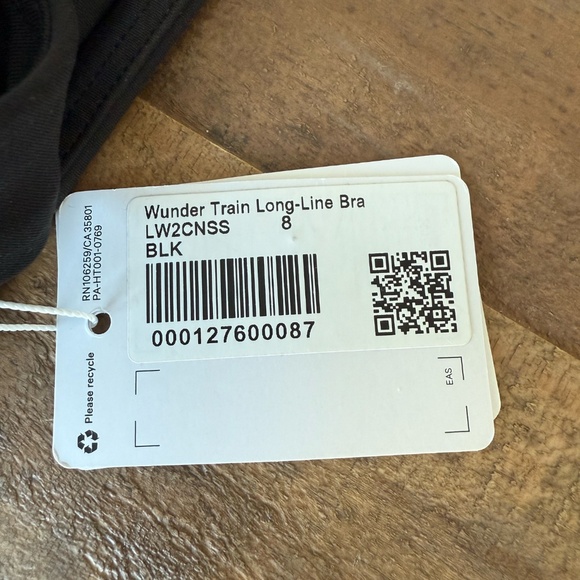 Wunder Train Long-Line Bra
LW2CNSS 8
BLK
000127600087
RN106259/CA35801
PA-HT001-0769
Please recycle
EAS